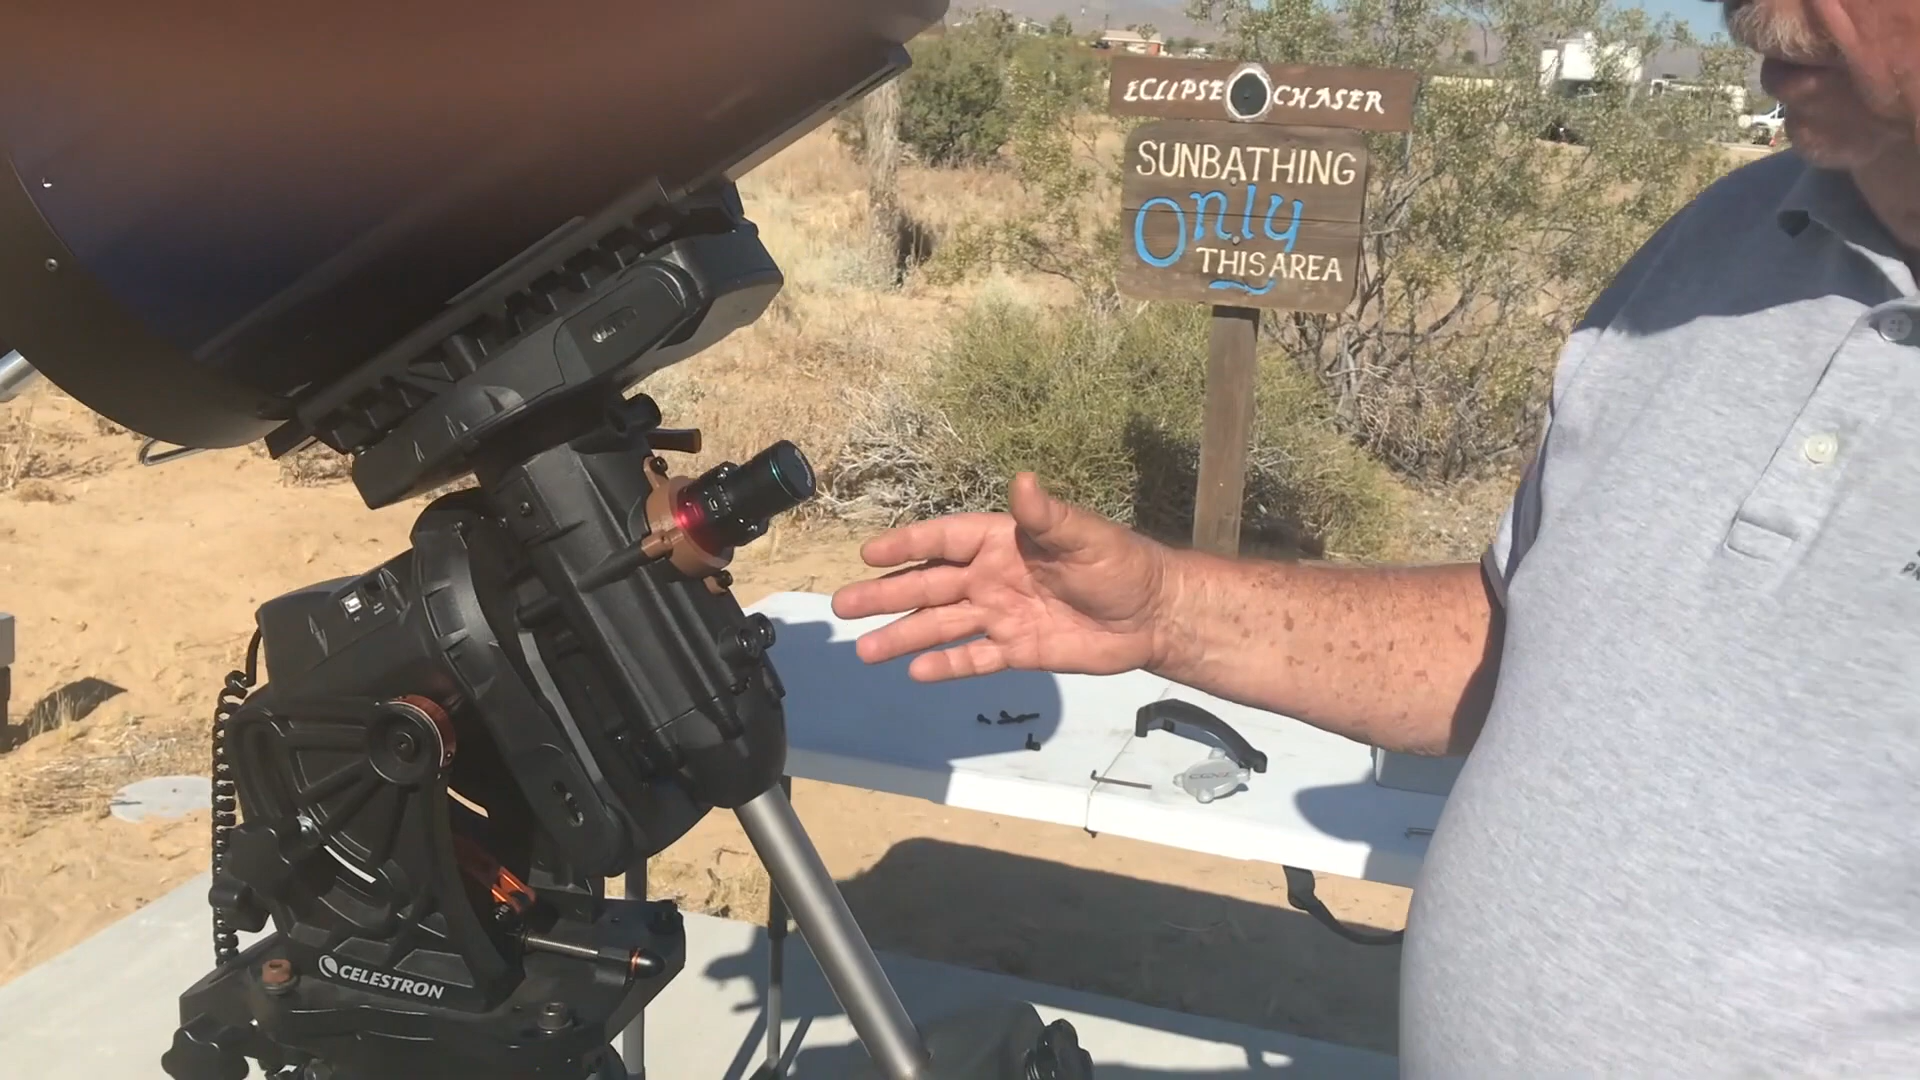 ECLIPSE CHASER
SUNBATHING
Only
THIS AREA
CELESTRON